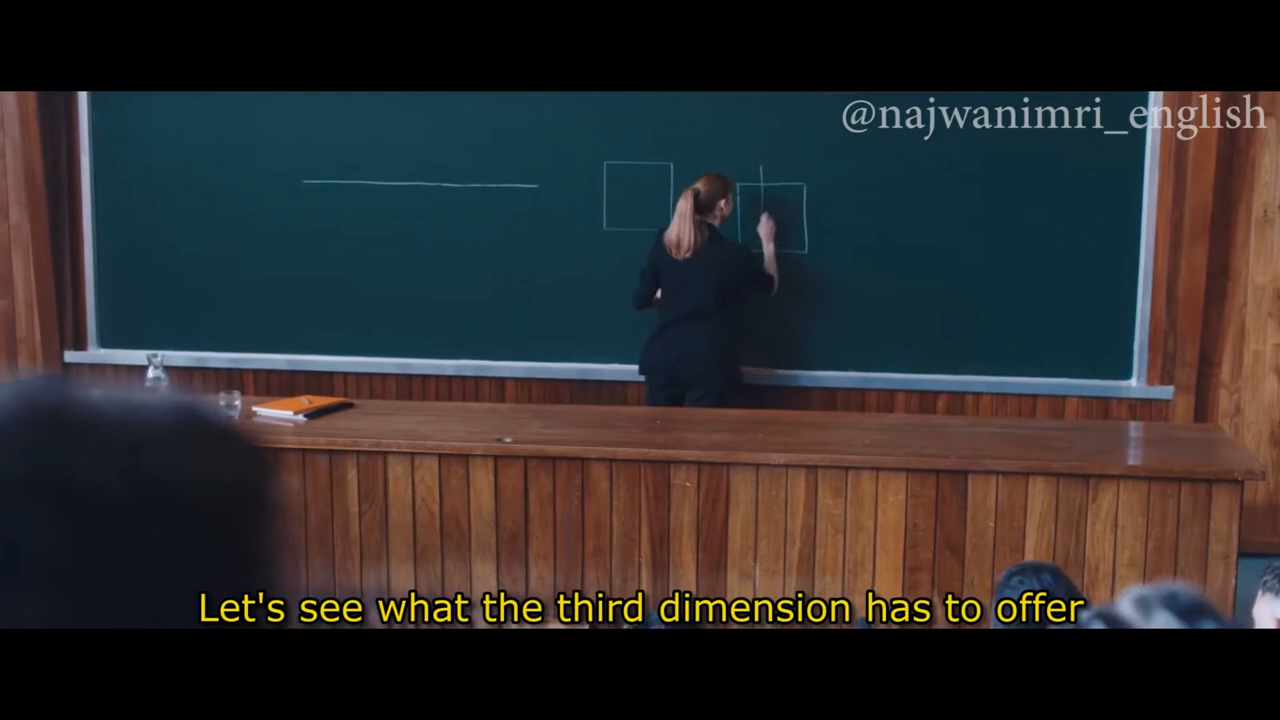 @najwanimri_english
Let's see what the third dimension has to offer